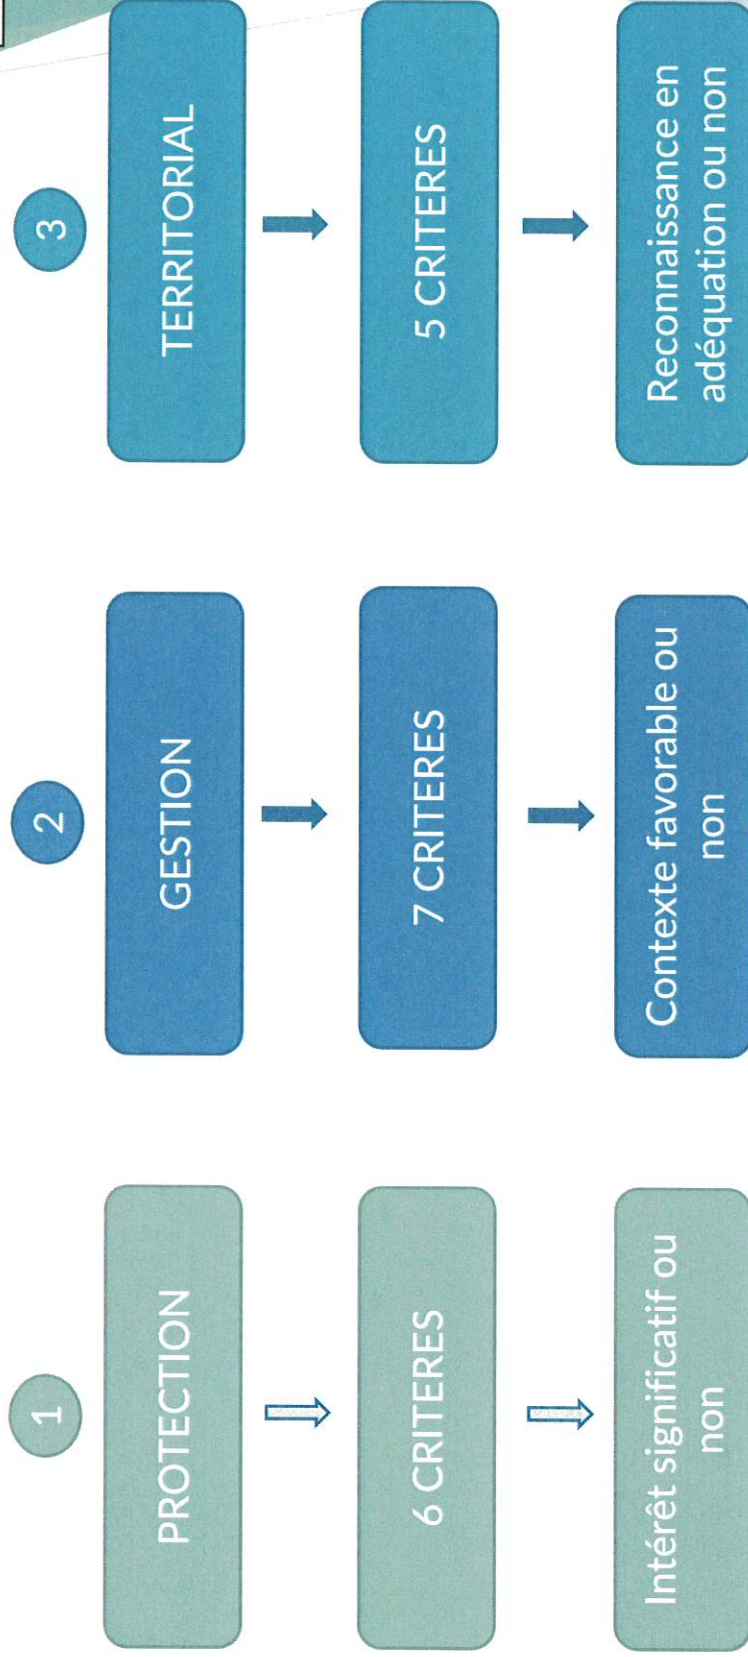 1
PROTECTION
6 CRITERES
Intérêt significatif ou
non
2
GESTION
7 CRITERES
Contexte favorable ou
non
3
TERRITORIAL
5 CRITERES
Reconnaissance en
adéquation ou non